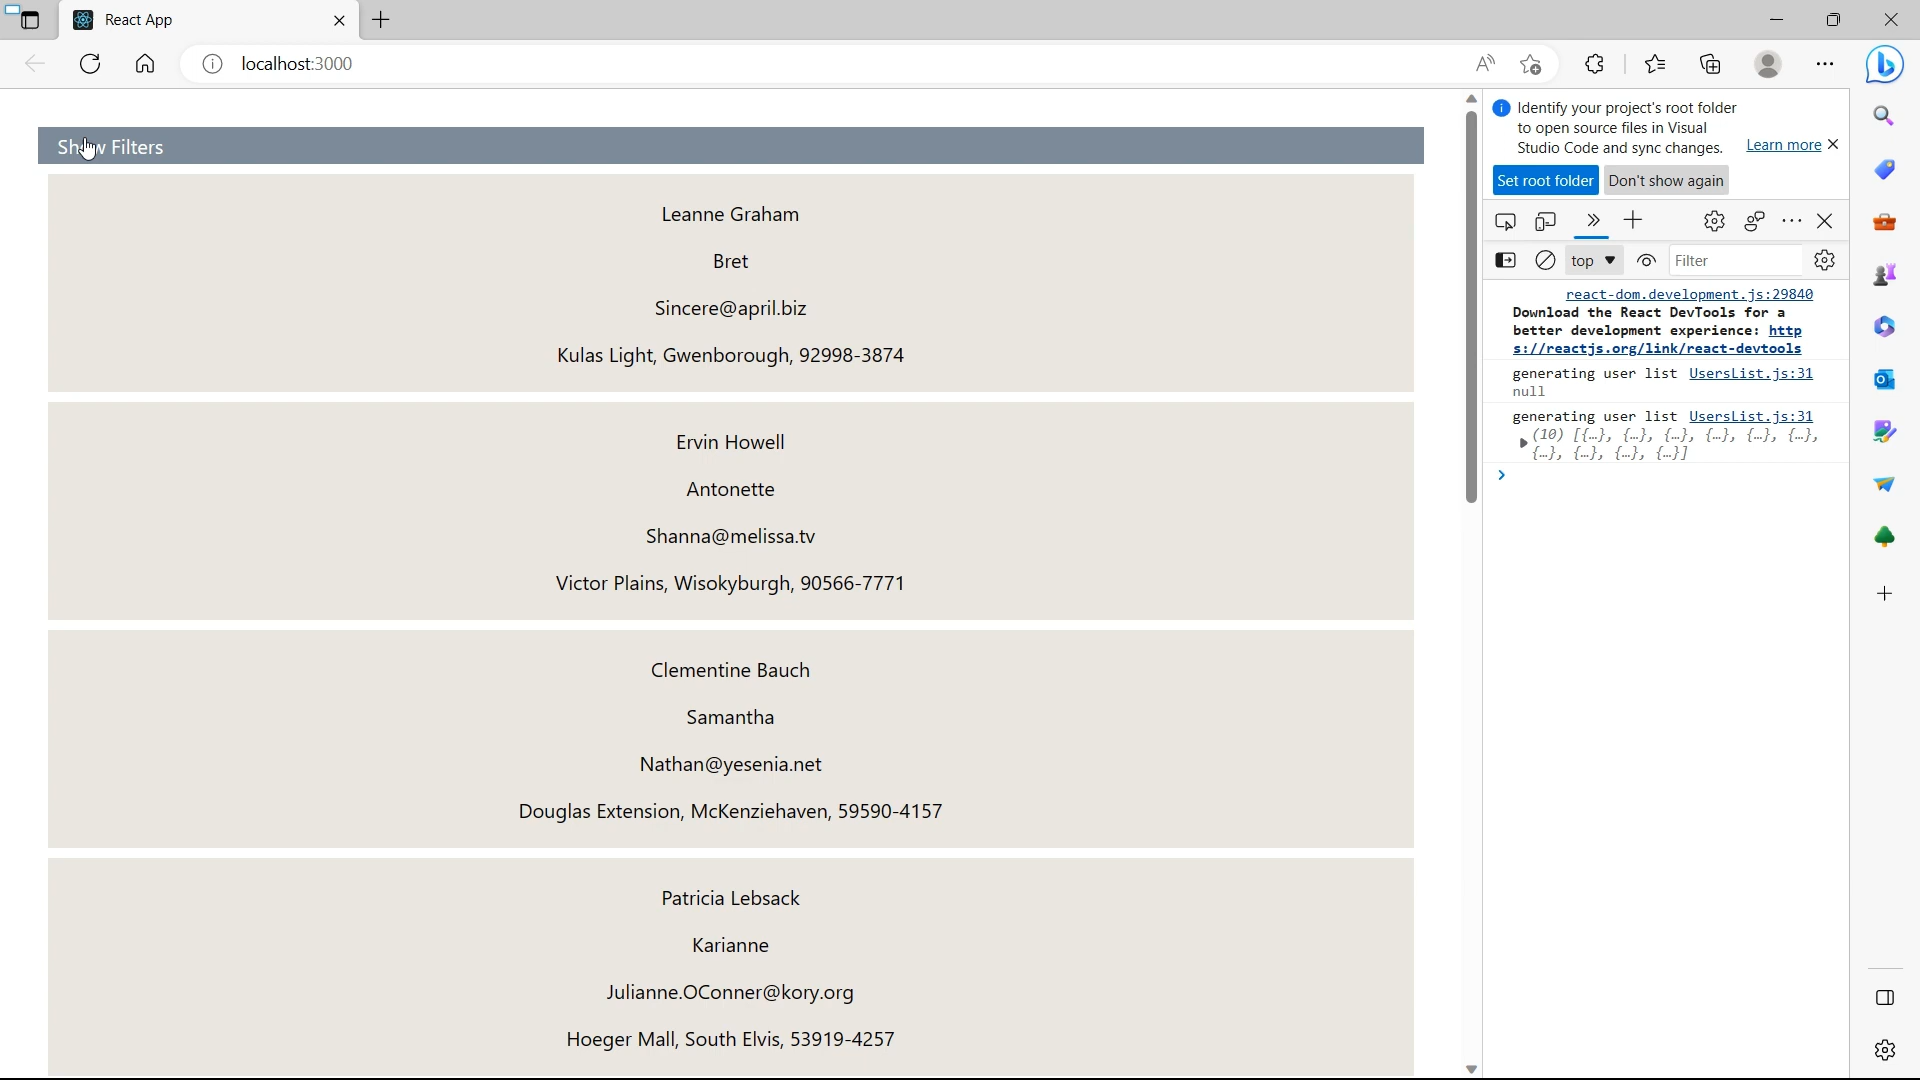 React App
localhost:3000
Show Filters
Leanne Graham
Bret
Sincere@april.biz
Kulas Light, Gwenborough, 92998-3874
Ervin Howell
Antonette
Shanna@melissa.tv
Victor Plains, Wisokyburgh, 90566-7771
Clementine Bauch
Samantha
Nathan@yesenia.net
Douglas Extension, McKenziehaven, 59590-4157
Patricia Lebsack
Karianne
Julianne.OConner@kory.org
Hoeger Mall, South Elvis, 53919-4257
Identify your project's root folder
to open source files in Visual
Studio Code and sync changes.
Learn more
Set root folder Don't show again
top Filter
react-dom.development.js:29840
Download the React DevTools for a
better development experience: http
s://reactjs.org/link/react-devtools
generating user list UsersList.js:31
null
generating user list UsersList.js:31
(10) [{…}, {…}, {…}, {…}, {…}, {…},
{…}, {…}, {…}, {…}]